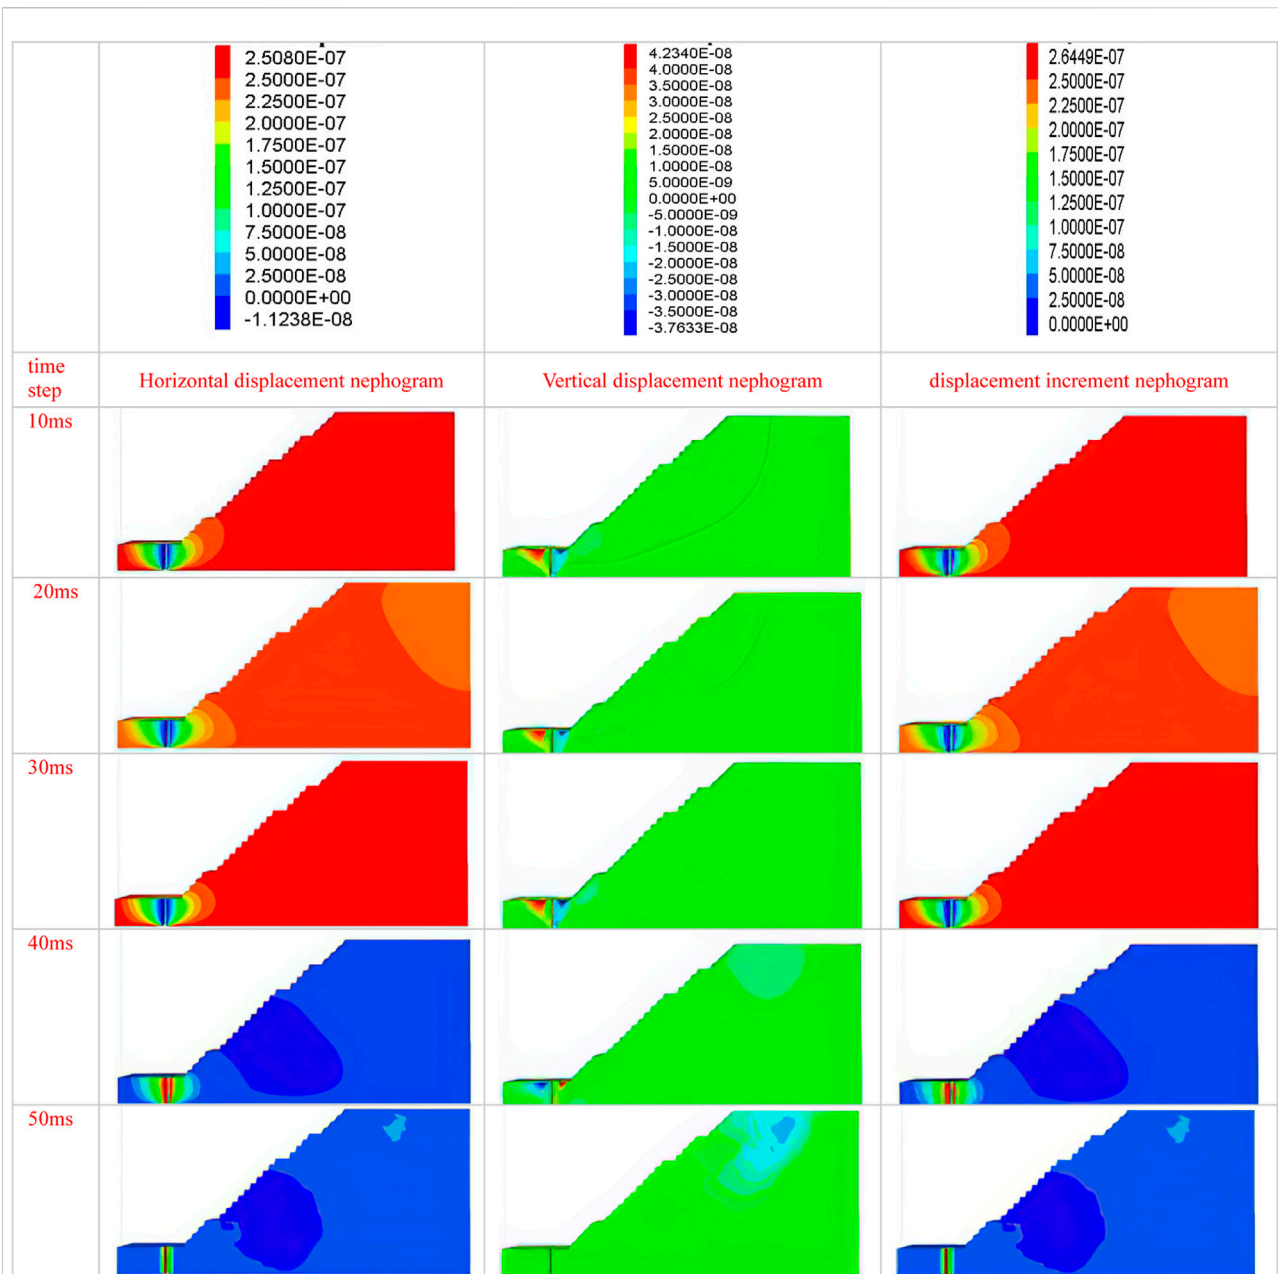 2.5080E-07
2.5000E-07
2.2500E-07
2.0000E-07
1.7500E-07
1.5000E-07
1.2500E-07
1.0000E-07
7.5000E-08
5.0000E-08
2.5000E-08
0.0000E+00
-1.1238E-08
4.2340E-08
4.0000E-08
3.5000E-08
3.0000E-08
2.5000E-08
2.0000E-08
1.5000E-08
1.0000E-08
5.0000E-09
0.0000E+00
-5.0000E-09
-1.0000E-08
-1.5000E-08
-2.0000E-08
-2.5000E-08
-3.0000E-08
-3.5000E-08
-3.7633E-08
2.6449E-07
2.5000E-07
2.2500E-07
2.0000E-07
1.7500E-07
1.5000E-07
1.2500E-07
1.0000E-07
7.5000E-08
5.0000E-08
2.5000E-08
0.0000E+00
time
step
Horizontal displacement nephogram
Vertical displacement nephogram
displacement increment nephogram
10ms
20ms
30ms
40ms
50ms